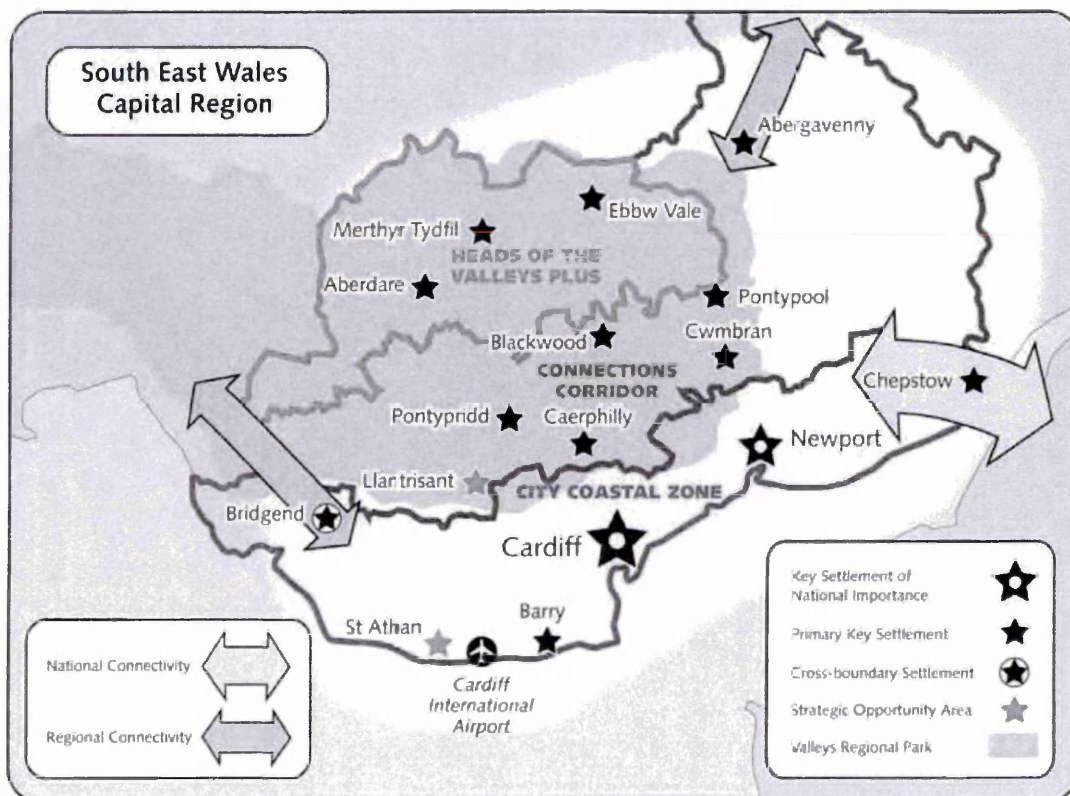 South East Wales
Capital Region
Abergavenny
Ebbw Vale
Merthyr Tydfil
HEADS OF THE
VALLEYS PLUS
Aberdare
Pontypool
Blackwood
Cwmbran
CONNECTIONS
CORRIDOR
Chepstow
Pontypridd
Caerphilly
Newport
Llantrisant
CITY COASTAL ZONE
Bridgend
Cardiff
St Athan
Barry
Cardiff
International
Airport
National Connectivity
Regional Connectivity
Key Settlement of
National Importance
Primary Key Settlement
Cross-boundary Settlement
Strategic Opportunity Area
Valleys Regional Park